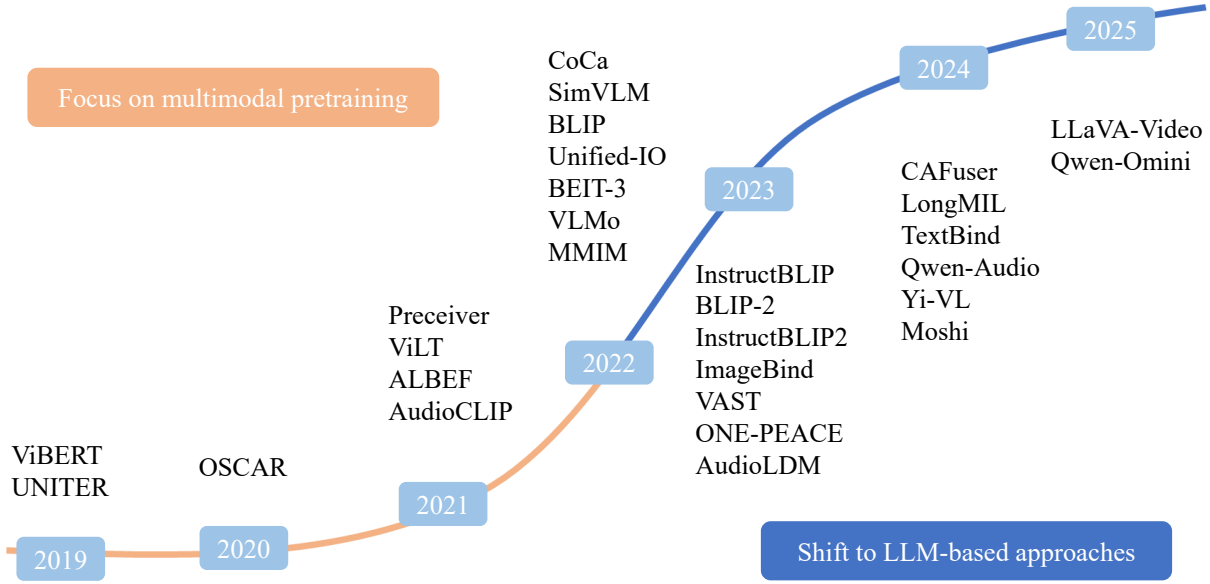 Focus on multimodal pretraining
2019
ViBERT
UNITER
2020
OSCAR
2021
Preceiver
ViLT
ALBEF
AudioCLIP
2022
CoCa
SimVLM
BLIP
Unified-IO
BEIT-3
VLMo
MMIM
2023
InstructBLIP
BLIP-2
InstructBLIP2
ImageBind
VAST
ONE-PEACE
AudioLDM
2024
CAFuser
LongMIL
TextBind
Qwen-Audio
Yi-VL
Moshi
2025
LLaVA-Video
Qwen-Omini
Shift to LLM-based approaches